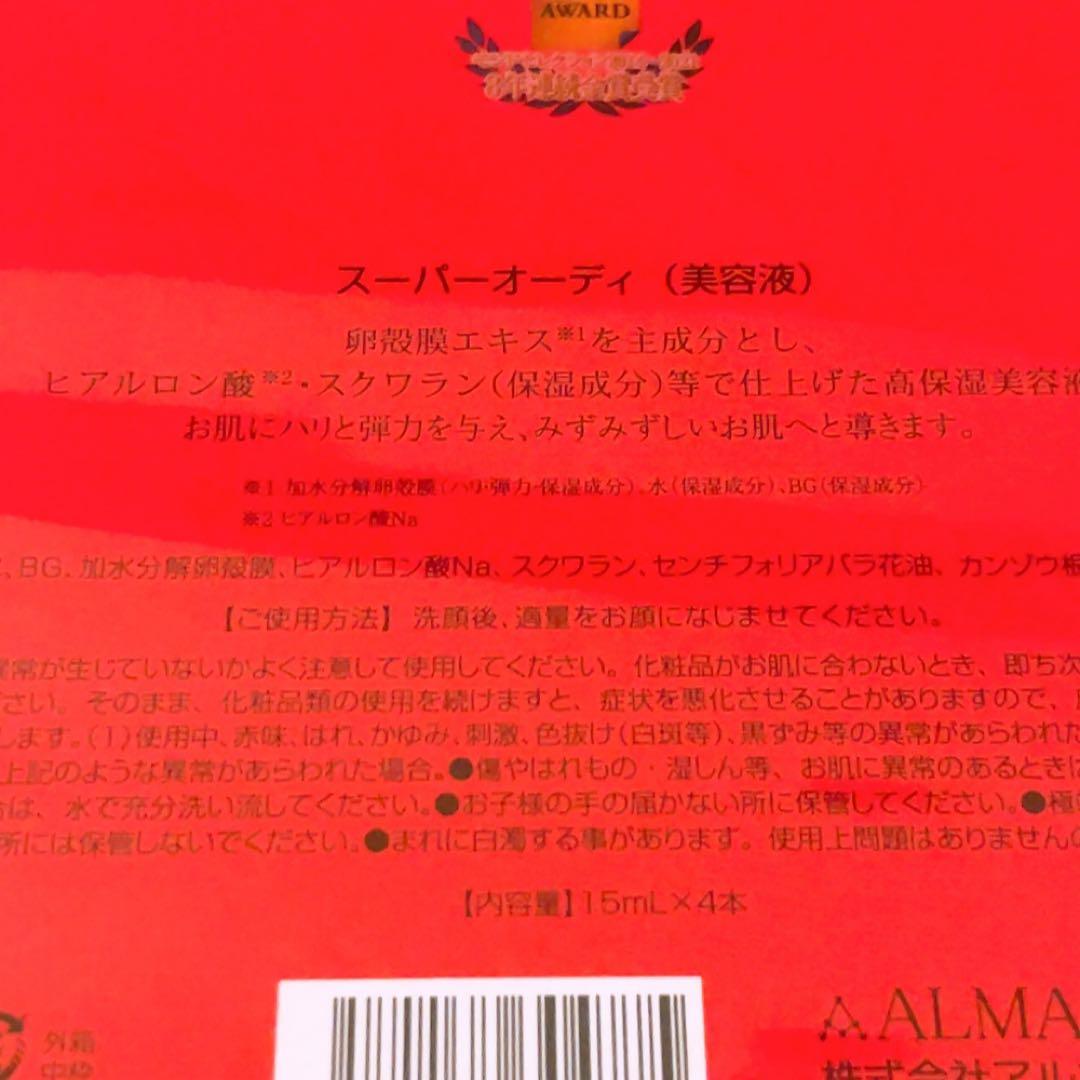 AWARD
3年連続金賞受賞
スーパーオーディ（美容液）
卵殻膜エキス※1を主成分とし、
ヒアルロン酸※2・スクワラン（保湿成分）等で仕上げた高保湿美容液
お肌にハリと弾力を与え、みずみずしいお肌へと導きます。
※1 加水分解卵殻膜（ハリ・弾力・保湿成分）、水（保湿成分）、BG（保湿成分）
※2 ヒアルロン酸Na
、BG、加水分解卵殻膜、ヒアルロン酸Na、スクワラン、センチフォリアバラ花油、カンゾウ根
【ご使用方法】 洗顔後、適量をお顔になじませてください。
異常が生じていないかよく注意して使用してください。化粧品がお肌に合わないとき、即ち次
ださい。そのまま、化粧品類の使用を続けますと、症状を悪化させることがありますので、
します。(1)使用中、赤味、はれ、かゆみ、刺激、色抜け(白斑等)、黒ずみ等の異常があらわれた
上記のような異常があらわれた場合。●傷やはれもの・湿しん等、お肌に異常のあるときは
合は、水で充分洗い流してください。●お子様の手の届かない所に保管してください。●極
所には保管しないでください。●まれに白濁する事があります。使用上問題はありませんの
【内容量】15mL×4本
ALMA
株式会社アル
外箱
中枠